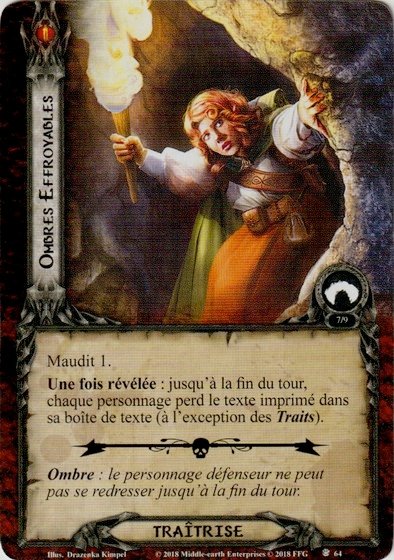 OMBRES EFFROYABLES
7/9
Maudit 1.
Une fois révélée : jusqu'à la fin du tour,
chaque personnage perd le texte imprimé dans
sa boîte de texte (à l'exception des Traits).
Ombre : le personnage défenseur ne peut
pas se redresser jusqu'à la fin du tour.
TRAÎTRISE
Illus. Drazenka Kimpel © 2018 Middle-earth Enterprises © 2018 FFG 64